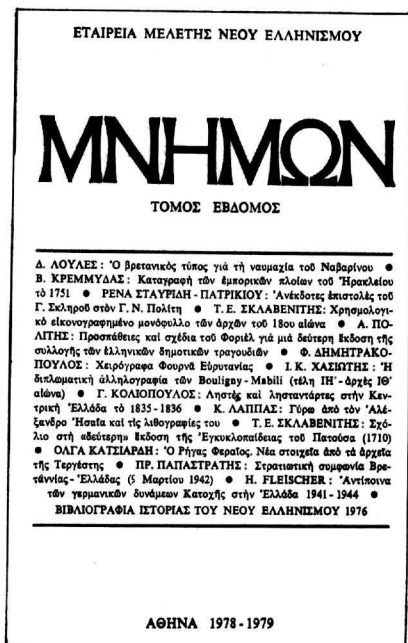 ΕΤΑΙΡΕΙΑ ΜΕΛΕΤΗΣ ΝΕΟΥ ΕΛΛΗΝΙΣΜΟΥ
ΜΝΗΜΩΝ
ΤΟΜΟΣ ΕΒΔΟΜΟΣ
Δ. ΛΟΥΛΕΣ : Ὁ βρετανικὸς τύπος γιὰ τὴ ναυμαχία τοῦ Ναβαρίνου ●
Β. ΚΡΕΜΜΥΔΑΣ : Καταγραφὴ τῶν ἐμπορικῶν πλοίων τοῦ Ἡρακλείου
τὸ 1751 ● ΡΕΝΑ ΣΤΑΥΡΙΔΗ - ΠΑΤΡΙΚΙΟΥ : Ἀνέκδοτες ἐπιστολὲς τοῦ
Γ. Σκληροῦ στὸν Γ. Ν. Πολίτη ● Τ. Ε. ΣΚΛΑΒΕΝΙΤΗΣ : Χρησμολογι-
κὸ εἰκονογραφημένο μονόφυλλο τῶν ἀρχῶν τοῦ 18ου αἰώνα ● Α. ΠΟ-
ΛΙΤΗΣ : Προσπάθειες καὶ σχέδια τοῦ Φοριὲλ γιὰ μιὰ δεύτερη ἔκδοση τῆς
συλλογῆς τῶν ἑλληνικῶν δημοτικῶν τραγουδιῶν ● Φ. ΔΗΜΗΤΡΑΚΟ-
ΠΟΥΛΟΣ : Χειρόγραφα Φουρνᾶ Εὐρυτανίας ● Ι. Κ. ΧΑΣΙΩΤΗΣ : Ἡ
διπλωματικὴ ἀλληλογραφία τῶν Bouligny - Mabili (τέλη ΙΗ΄ - ἀρχὲς ΙΘ΄
αἰώνα) ● Γ. ΚΟΛΙΟΠΟΥΛΟΣ : Ληστὲς καὶ λησταντάρτες στὴν Κεν-
τρικὴ Ἑλλάδα τὸ 1835 - 1836 ● Κ. ΛΑΠΠΑΣ : Γύρω ἀπὸ τὸν Ἀλέ-
ξανδρο Ἡσαΐα καὶ τὶς λιθογραφίες του ● Τ. Ε. ΣΚΛΑΒΕΝΙΤΗΣ : Σχό-
λιο στὴ «δεύτερη» ἔκδοση τῆς Ἐγκυκλοπαίδειας τοῦ Πατούσα (1710)
● ΟΛΓΑ ΚΑΤΣΙΑΡΔΗ : Ὁ Ρήγας Φεραῖος. Νέα στοιχεῖα ἀπὸ τὰ ἀρχεῖα
τῆς Τεργέστης ● ΠΡ. ΠΑΠΑΣΤΡΑΤΗΣ : Στρατιωτικὴ συμφωνία Βρε-
τάννίας - Ἑλλάδας (9 Μαρτίου 1942) ● H. FLEISCHER : Ἀντίποινα
τῶν γερμανικῶν δυνάμεων Κατοχῆς στὴν Ἑλλάδα 1941 - 1944 ●
ΒΙΒΛΙΟΓΡΑΦΙΑ ΙΣΤΟΡΙΑΣ ΤΟΥ ΝΕΟΥ ΕΛΛΗΝΙΣΜΟΥ 1976
ΑΘΗΝΑ 1978 - 1979